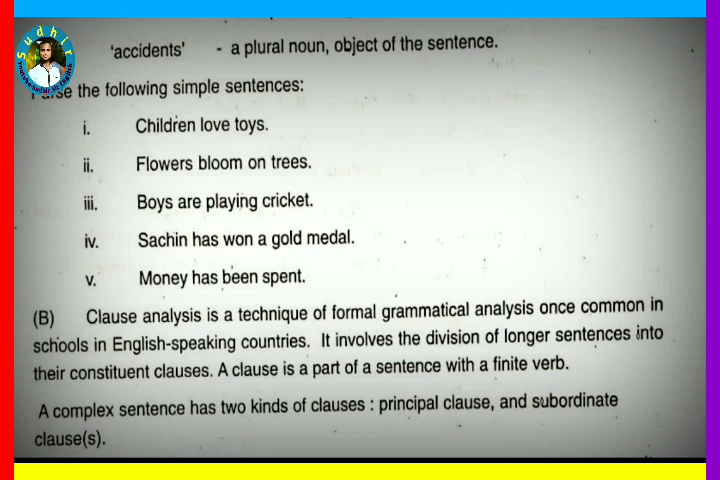 Sudhir
'accidents' - a plural noun, object of the sentence.
the following simple sentences:
i. Children love toys.
ii. Flowers bloom on trees.
iii. Boys are playing cricket.
iv. Sachin has won a gold medal.
v. Money has been spent.
(B) Clause analysis is a technique of formal grammatical analysis once common in
schools in English-speaking countries. It involves the division of longer sentences into
their constituent clauses. A clause is a part of a sentence with a finite verb.
A complex sentence has two kinds of clauses : principal clause, and subordinate
clause(s).